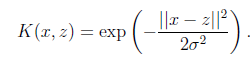 K(x, z) = exp ( − ||x − z||² / 2σ² ) .